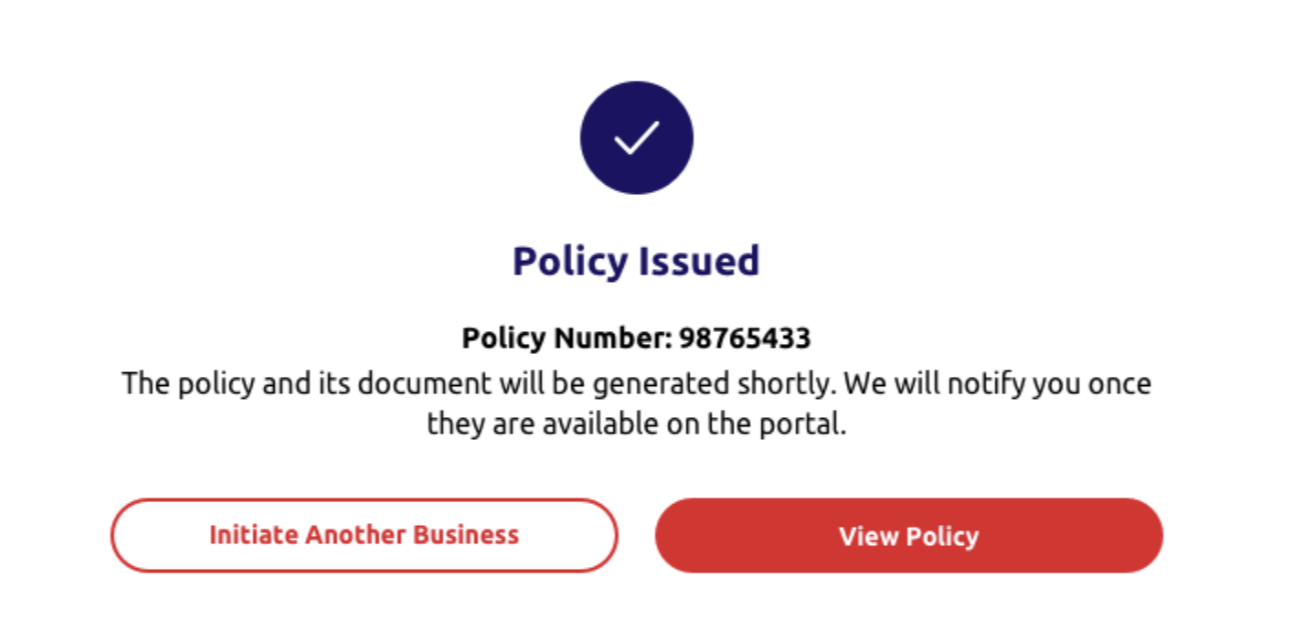 Policy Issued
Policy Number: 98765433
The policy and its document will be generated shortly. We will notify you once
they are available on the portal.
Initiate Another Business
View Policy